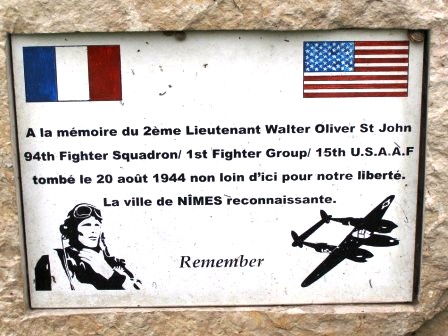 A la mémoire du 2ème Lieutenant Walter Oliver St John
94th Fighter Squadron/ 1st Fighter Group/ 15th U.S.A.A.F
tombé le 20 août 1944 non loin d'ici pour notre liberté.
La ville de NÎMES reconnaissante.
Remember